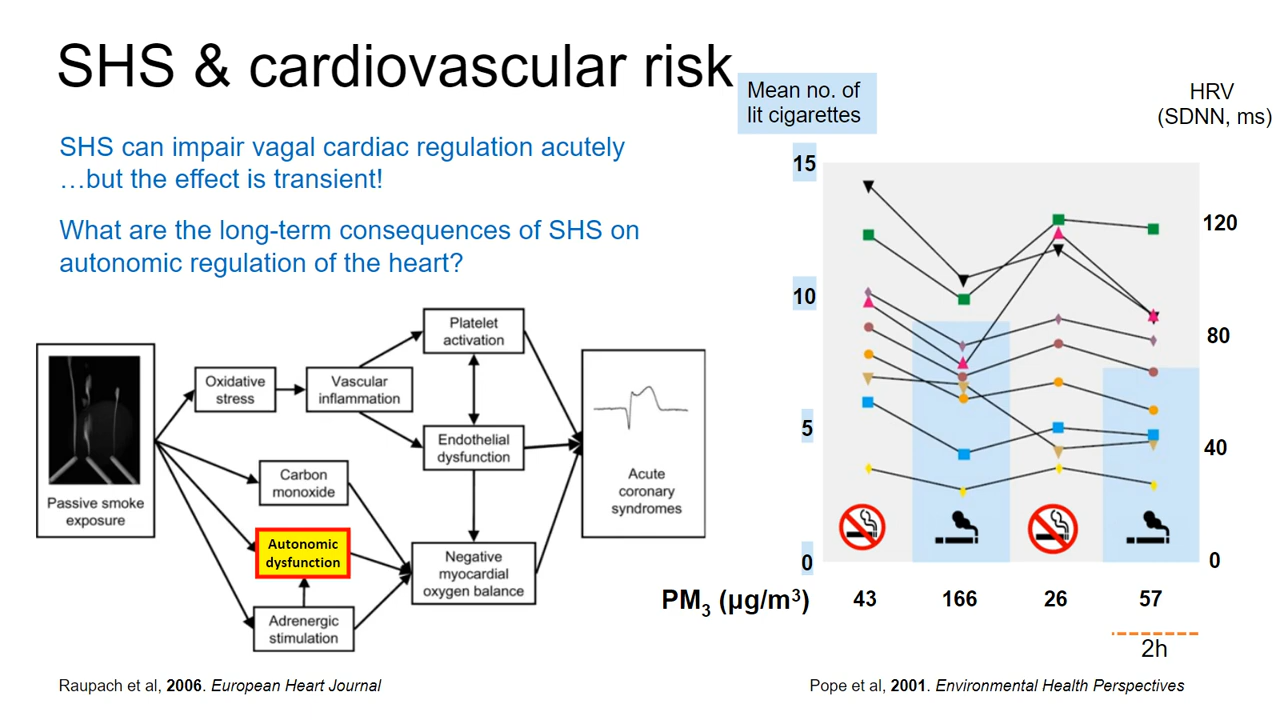 SHS & cardiovascular risk
SHS can impair vagal cardiac regulation acutely
…but the effect is transient!
What are the long-term consequences of SHS on
autonomic regulation of the heart?
Passive smoke
exposure
Oxidative
stress
Vascular
inflammation
Platelet
activation
Endothelial
dysfunction
Carbon
monoxide
Autonomic
dysfunction
Adrenergic
stimulation
Negative
myocardial
oxygen balance
Acute
coronary
syndromes
Raupach et al, 2006. European Heart Journal
Mean no. of
lit cigarettes
HRV
(SDNN, ms)
15
10
5
0
120
80
40
0
PM₃ (µg/m³) 43 166 26 57
2h
Pope et al, 2001. Environmental Health Perspectives